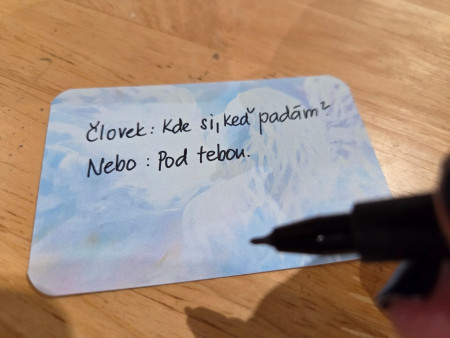 Človek: Kde si, keď padám?
Nebo: Pod tebou.